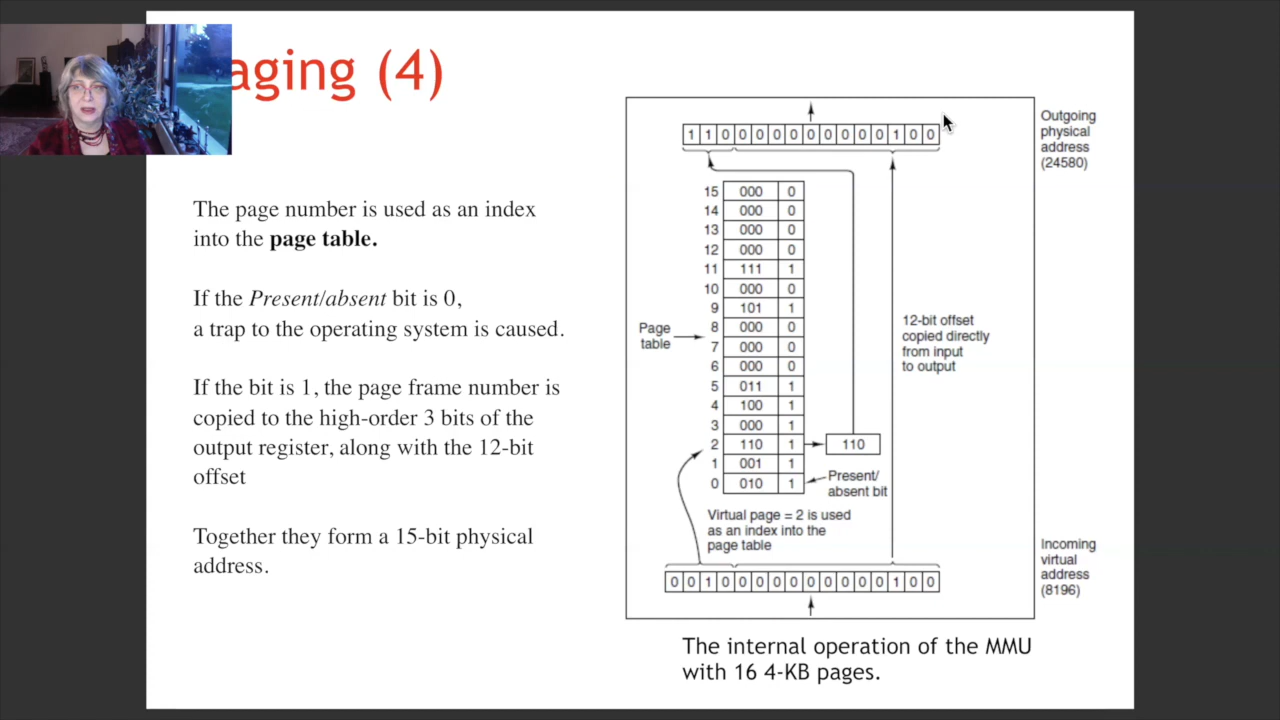 aging (4)
The page number is used as an index
into the page table.
If the Present/absent bit is 0,
a trap to the operating system is caused.
If the bit is 1, the page frame number is
copied to the high-order 3 bits of the
output register, along with the 12-bit
offset
Together they form a 15-bit physical
address.
1 1 0 0 0 0 0 0 0 0 0 0 1 0 0
Outgoing
physical
address
(24580)
15 000 0
14 000 0
13 000 0
12 000 0
11 111 1
10 000 0
9 101 1
8 000 0
7 000 0
6 000 0
5 011 1
4 100 1
3 000 1
2 110 1
1 001 1
0 010 1
Page
table
110
Present/
absent bit
12-bit offset
copied directly
from input
to output
Virtual page = 2 is used
as an index into the
page table
0 0 1 0 0 0 0 0 0 0 0 0 0 1 0 0
Incoming
virtual
address
(8196)
The internal operation of the MMU
with 16 4-KB pages.